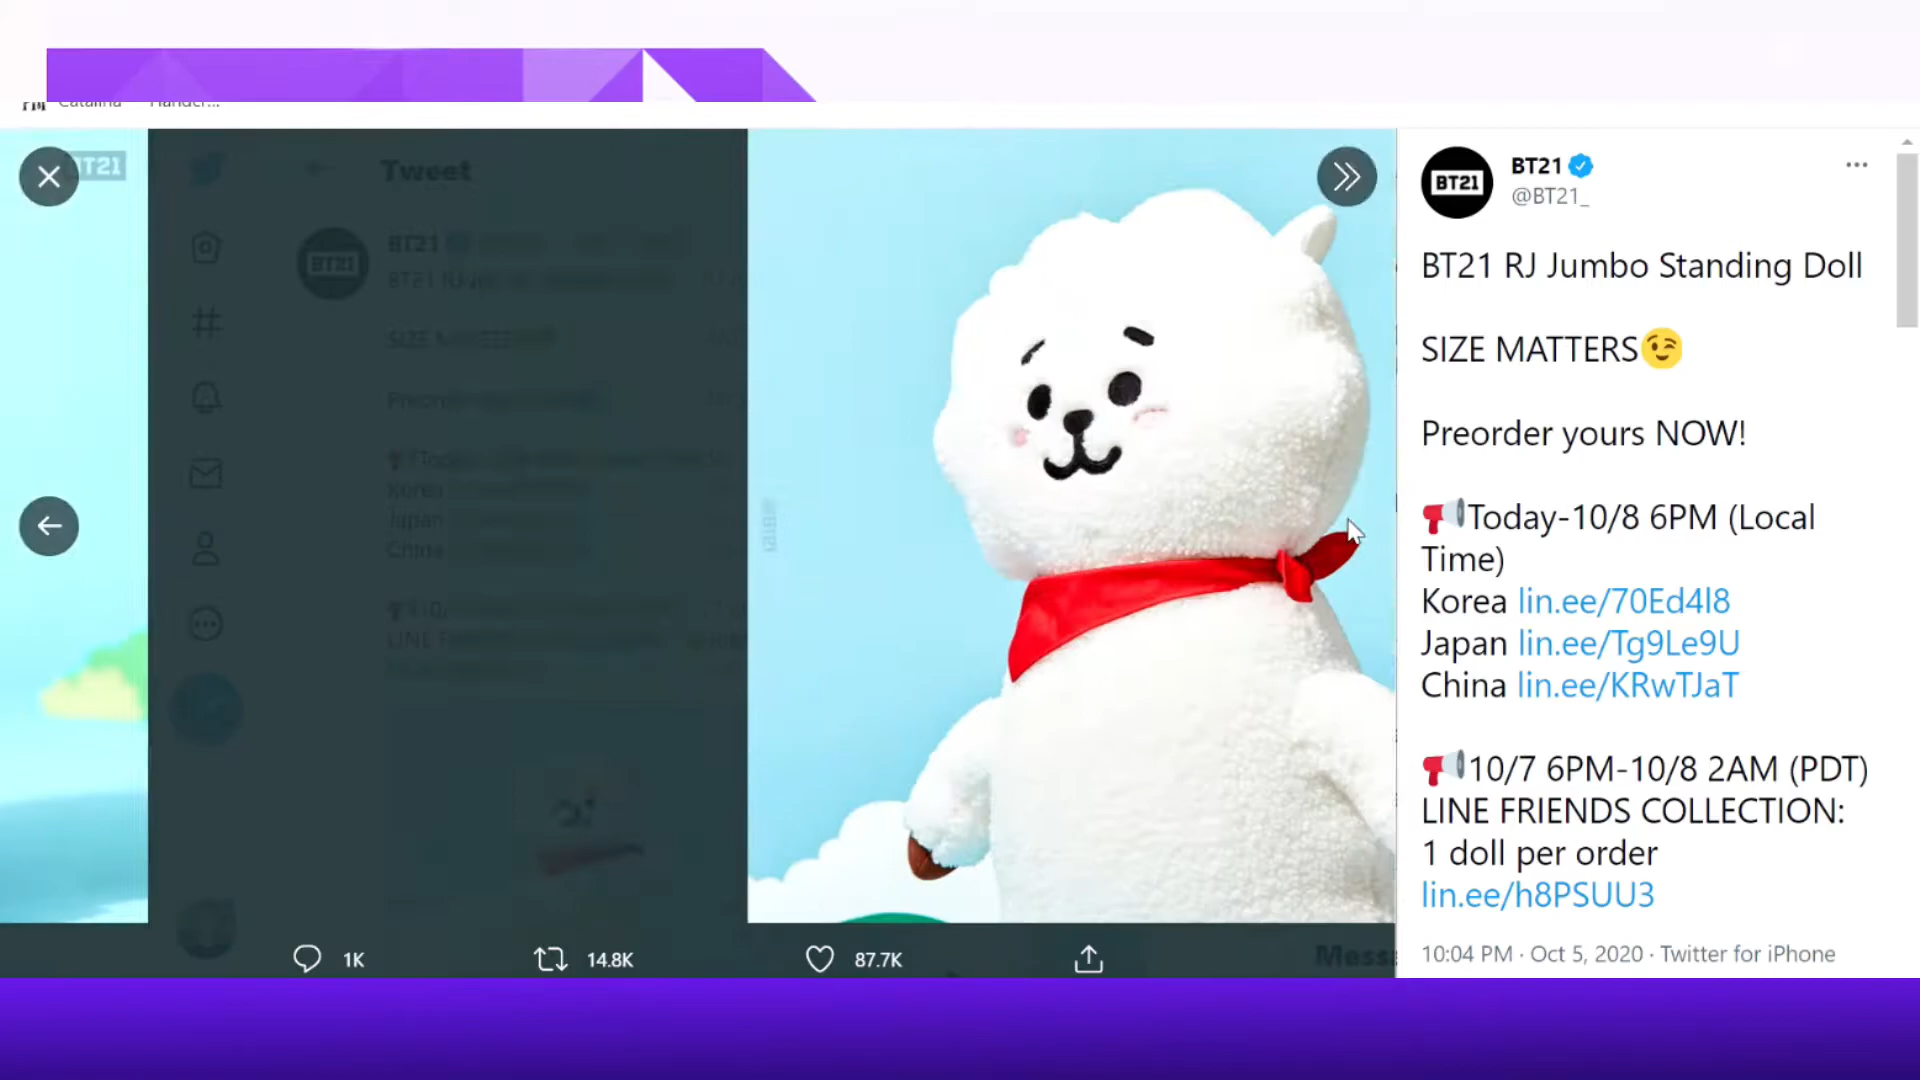 BT21
Tweet
BT21
BT21
BT21
@BT21_
BT21 RJ Jumbo Standing Doll
SIZE MATTERS😉
Preorder yours NOW!
📢Today-10/8 6PM (Local
Time)
Korea lin.ee/70Ed4l8
Japan lin.ee/Tg9Le9U
China lin.ee/KRwTJaT
📢10/7 6PM-10/8 2AM (PDT)
LINE FRIENDS COLLECTION:
1 doll per order
lin.ee/h8PSUU3
10:04 PM · Oct 5, 2020 · Twitter for iPhone
1K
14.8K
87.7K